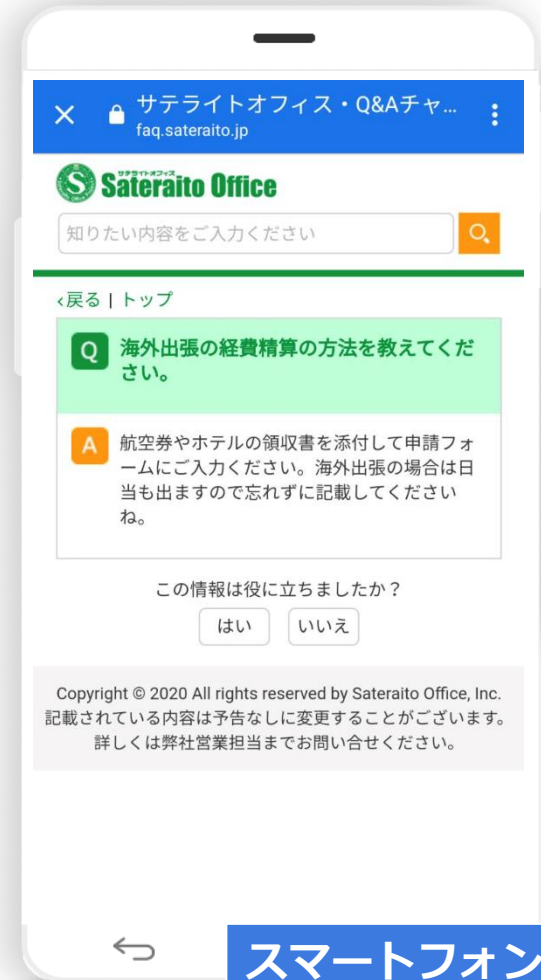 サテライトオフィス・Q&Aチャ...
faq.sateraito.jp
サテライトオフィス
Sateraito Office
知りたい内容をご入力ください
‹戻る | トップ
Q 海外出張の経費精算の方法を教えてくだ
さい。
A 航空券やホテルの領収書を添付して申請フォ
ームにご入力ください。海外出張の場合は日
当も出ますので忘れずに記載してください
ね。
この情報は役に立ちましたか？
はい いいえ
Copyright © 2020 All rights reserved by Sateraito Office, Inc.
記載されている内容は予告なしに変更することがございます。
詳しくは弊社営業担当までお問い合せください。
スマートフォン